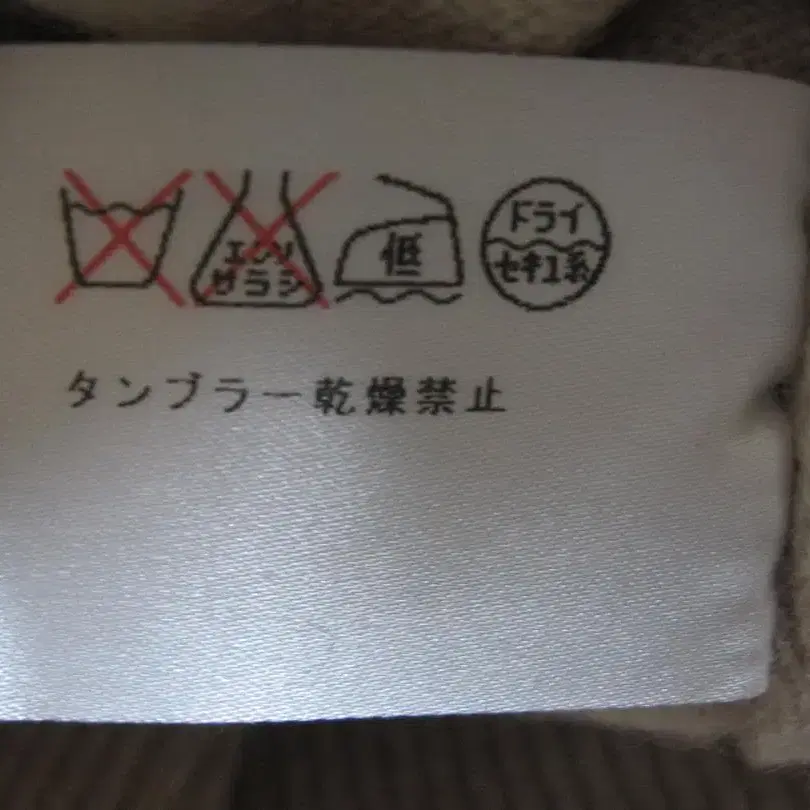 エンソ
サラシ
低
ドライ
セキユ系
タンブラー乾燥禁止